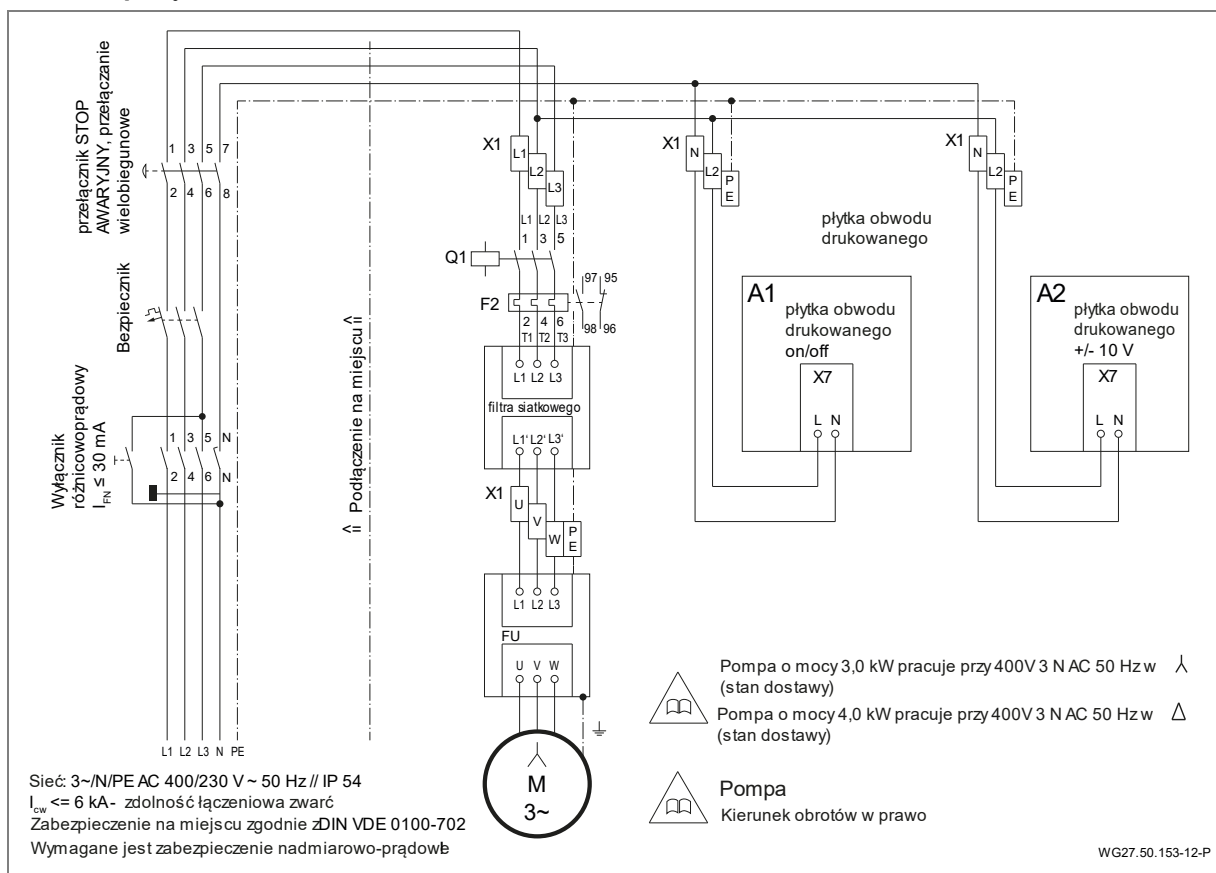 przełącznik STOP
AWARYJNY, przełączanie
wielobiegunowe
1 3 5 7
2 4 6 8
Bezpiecznik
Wyłącznik
różnicowoprądowy
I_FN ≤ 30 mA
1 3 5 N
2 4 6 N
L1 L2 L3 N PE
= Podłączenie na miejscu =
X1
L1
L2
L3
L1 L2 L3
1 3 5
Q1
97 95
F2
98 96
2 4 6
T1 T2 T3
L1 L2 L3
filtra siatkowego
L1' L2' L3'
X1
U
V
W
P
E
L1 L2 L3
FU
U V W
M
3~
X1
N
L2
P
E
X1
N
L2
P
E
płytka obwodu
drukowanego
A1
płytka obwodu
drukowanego
on/off
X7
L N
A2
płytka obwodu
drukowanego
+/- 10 V
X7
L N
Pompa o mocy 3,0 kW pracuje przy 400V 3 N AC 50 Hz w
(stan dostawy)
Pompa o mocy 4,0 kW pracuje przy 400V 3 N AC 50 Hz w Δ
(stan dostawy)
Pompa
Kierunek obrotów w prawo
Sieć: 3~/N/PE AC 400/230 V ~ 50 Hz // IP 54
I_cw <= 6 kA - zdolność łączeniowa zwarć
Zabezpieczenie na miejscu zgodnie zDIN VDE 0100-702
Wymagane jest zabezpieczenie nadmiarowo-prądowe
WG27.50.153-12-P